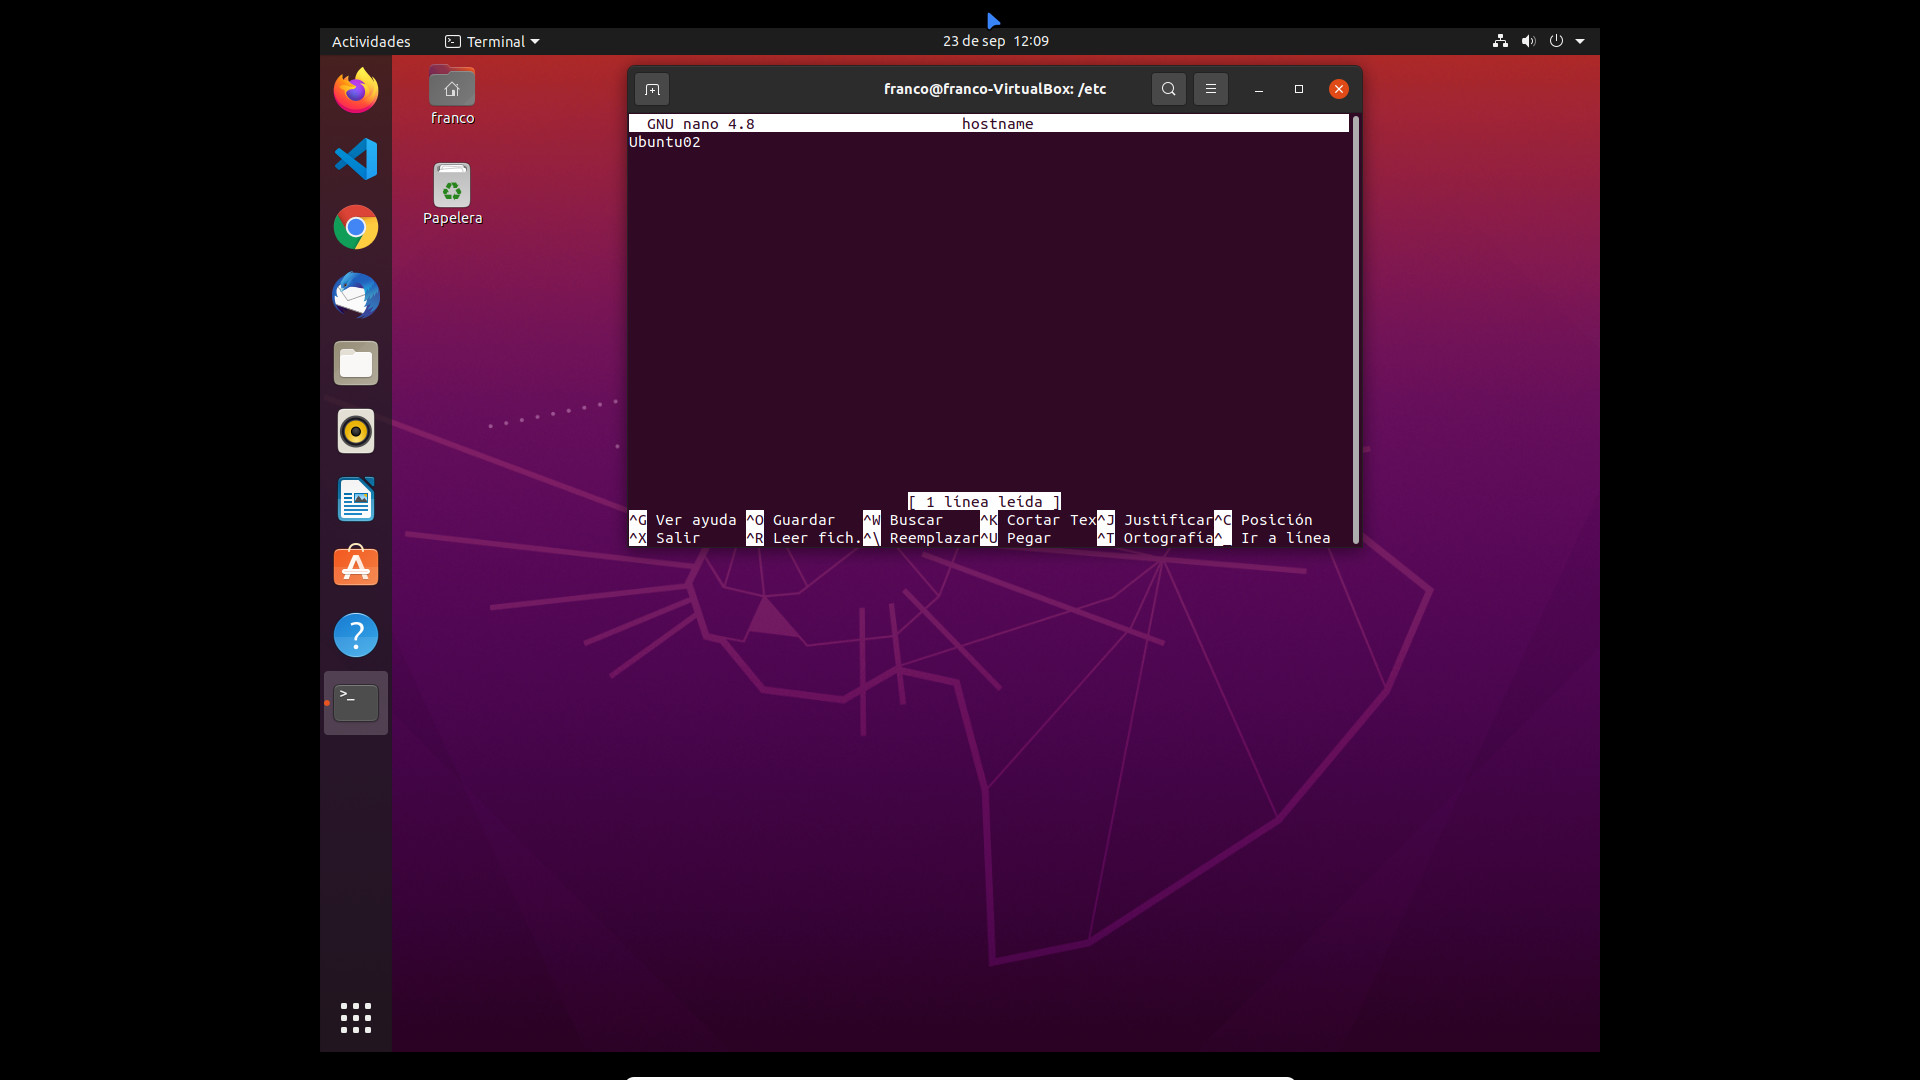 Actividades Terminal 23 de sep 12:09
franco
Papelera
franco@franco-VirtualBox: /etc
GNU nano 4.8 hostname
Ubuntu02
[ 1 línea leída ]
^G Ver ayuda ^O Guardar ^W Buscar ^K Cortar Tex^J Justificar^C Posición
^X Salir ^R Leer fich.^\ Reemplazar^U Pegar ^T Ortografía^_ Ir a línea